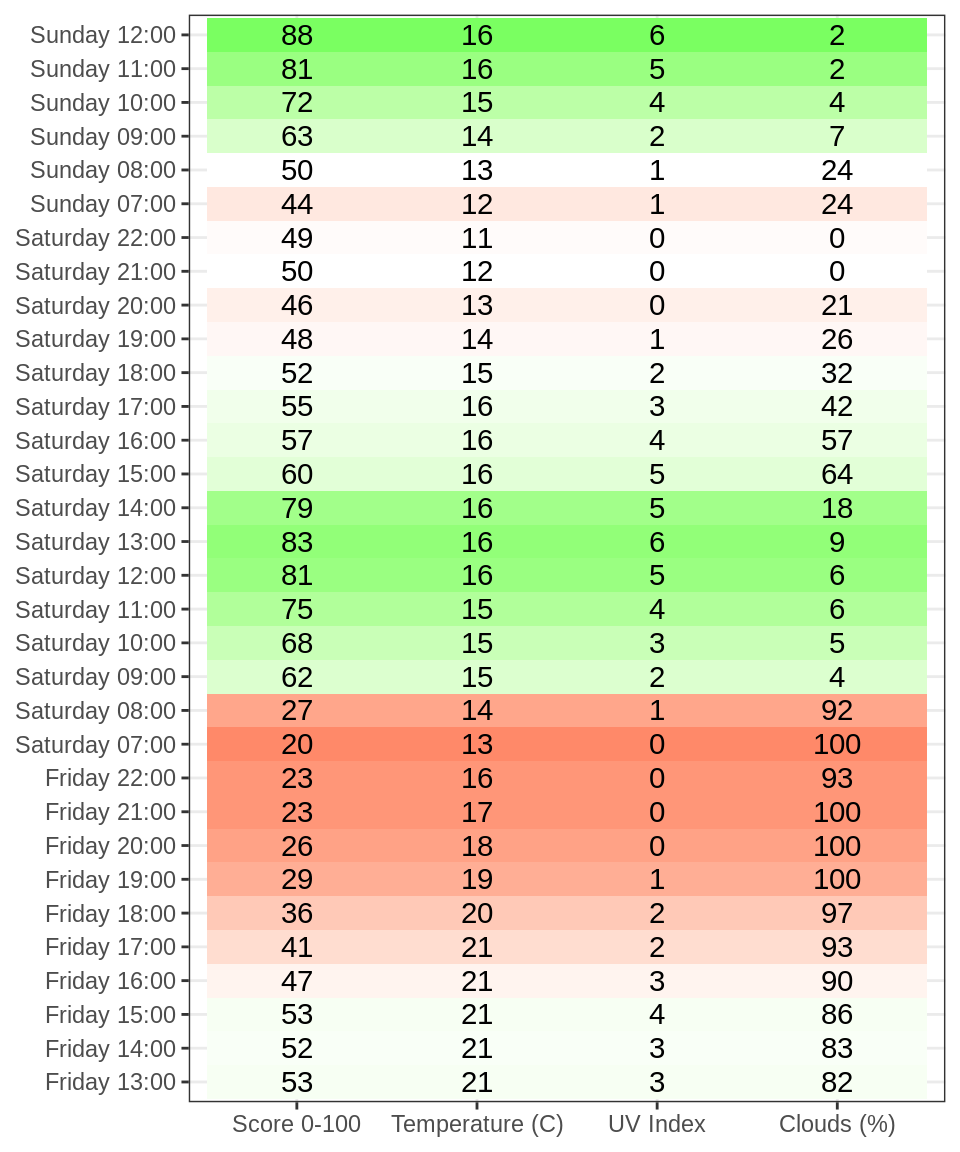 Sunday 12:00 88 16 6 2
Sunday 11:00 81 16 5 2
Sunday 10:00 72 15 4 4
Sunday 09:00 63 14 2 7
Sunday 08:00 50 13 1 24
Sunday 07:00 44 12 1 24
Saturday 22:00 49 11 0 0
Saturday 21:00 50 12 0 0
Saturday 20:00 46 13 0 21
Saturday 19:00 48 14 1 26
Saturday 18:00 52 15 2 32
Saturday 17:00 55 16 3 42
Saturday 16:00 57 16 4 57
Saturday 15:00 60 16 5 64
Saturday 14:00 79 16 5 18
Saturday 13:00 83 16 6 9
Saturday 12:00 81 16 5 6
Saturday 11:00 75 15 4 6
Saturday 10:00 68 15 3 5
Saturday 09:00 62 15 2 4
Saturday 08:00 27 14 1 92
Saturday 07:00 20 13 0 100
Friday 22:00 23 16 0 93
Friday 21:00 23 17 0 100
Friday 20:00 26 18 0 100
Friday 19:00 29 19 1 100
Friday 18:00 36 20 2 97
Friday 17:00 41 21 2 93
Friday 16:00 47 21 3 90
Friday 15:00 53 21 4 86
Friday 14:00 52 21 3 83
Friday 13:00 53 21 3 82
Score 0-100 Temperature (C) UV Index Clouds (%)